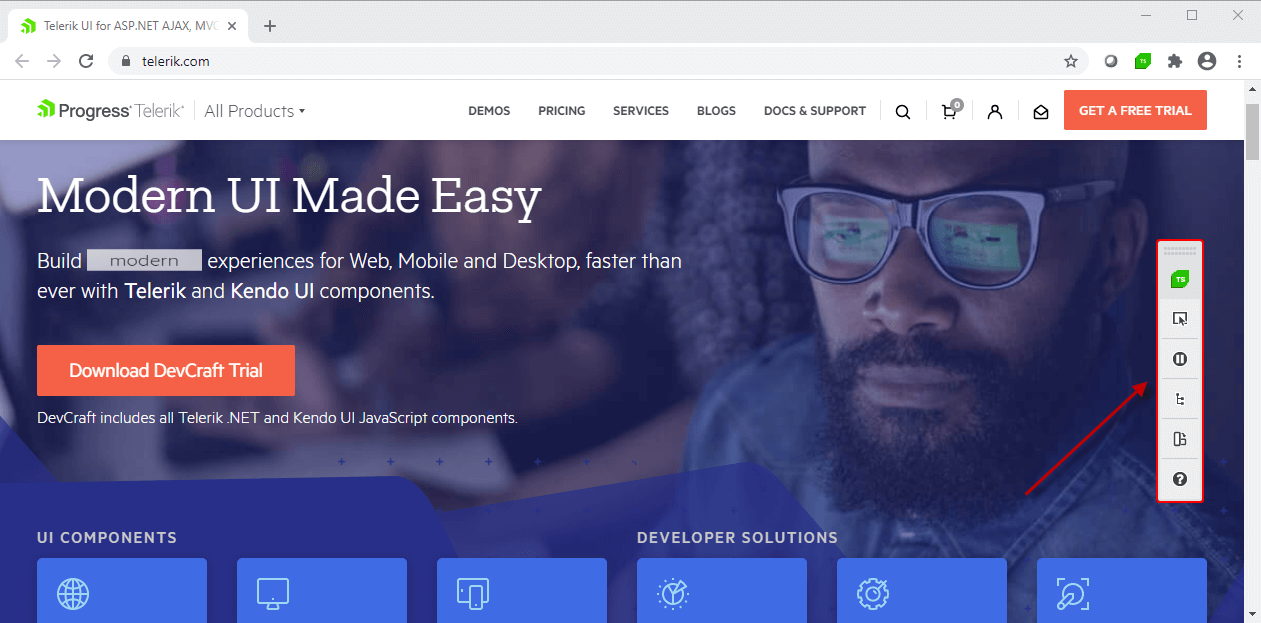 Telerik UI for ASP.NET AJAX, MVC
telerik.com
TS
Progress® Telerik®
All Products
DEMOS
PRICING
SERVICES
BLOGS
DOCS & SUPPORT
0
GET A FREE TRIAL
Modern UI Made Easy
Build modern experiences for Web, Mobile and Desktop, faster than
ever with Telerik and Kendo UI components.
TS
Download DevCraft Trial
DevCraft includes all Telerik .NET and Kendo UI JavaScript components.
?
UI COMPONENTS
DEVELOPER SOLUTIONS